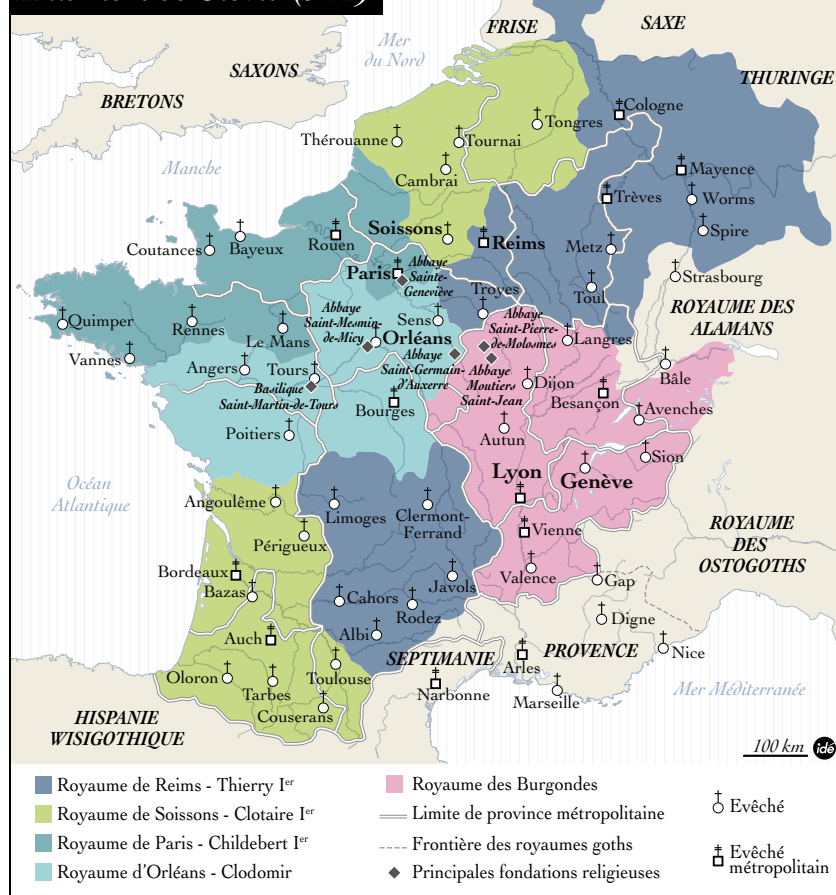 FRISE
SAXE
Mer
du Nord
SAXONS
BRETONS
THURINGE
Cologne
Tongres
Thérouanne
Tournai
Manche
Cambrai
Mayence
Trèves
Worms
Spire
Soissons
Reims
Metz
Rouen
Coutances
Bayeux
Paris
Abbaye
Sainte-
Geneviève
Troyes
Toul
Strasbourg
ROYAUME DES
ALAMANS
Quimper
Rennes
Le Mans
Vannes
Abbaye
Saint-Mesmin-
de-Micy
Sens
Orléans
Abbaye
Saint-Pierre-
de-Molosmes
Langres
Abbaye
Saint-Germain-
d'Auxerre
Abbaye
Moutiers
Saint-Jean
Angers
Tours
Basilique
Saint-Martin-de-Tours
Bourges
Dijon
Besançon
Bâle
Avenches
Poitiers
Autun
Sion
Lyon
Genève
Océan
Atlantique
Angoulême
Limoges
Clermont-
Ferrand
Périgueux
Vienne
Valence
ROYAUME
DES
OSTOGOTHS
Bordeaux
Bazas
Cahors
Javols
Rodez
Albi
Gap
Digne
Auch
SEPTIMANIE
PROVENCE
Nice
Oloron
Tarbes
Toulouse
Couserans
Narbonne
Arles
Marseille
Mer Méditerranée
HISPANIE
WISIGOTHIQUE
100 km
idé
Royaume de Reims - Thierry Ier
Royaume de Soissons - Clotaire Ier
Royaume de Paris - Childebert Ier
Royaume d'Orléans - Clodomir
Royaume des Burgondes
Limite de province métropolitaine
Frontière des royaumes goths
Principales fondations religieuses
Evêché
Evêché
métropolitain